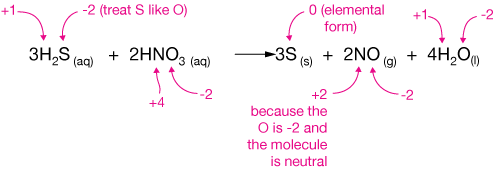 +1 -2 (treat S like O) 0 (elemental form) +1 -2
3H₂S (aq) + 2HNO₃ (aq) → 3S (s) + 2NO (g) + 4H₂O (l)
+4 -2 +2 -2
because the
O is -2 and
the molecule
is neutral